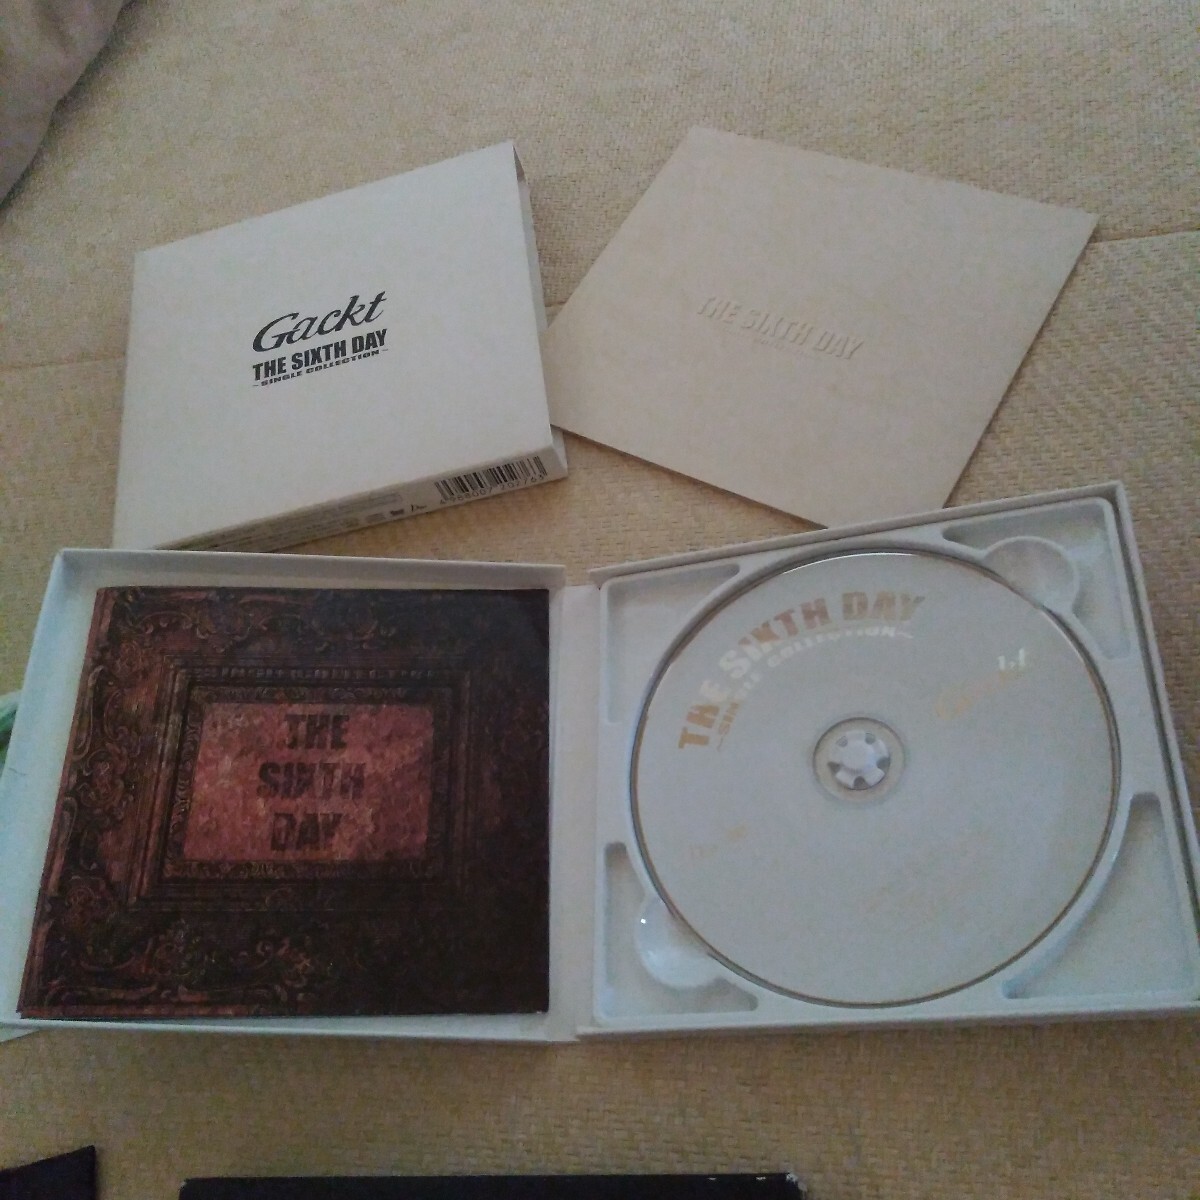 Gackt
THE SIXTH DAY
~SINGLE COLLECTION~
THE SIXTH DAY
THE
SIXTH
DAY
THE SIXTH DAY
~SINGLE COLLECTION~